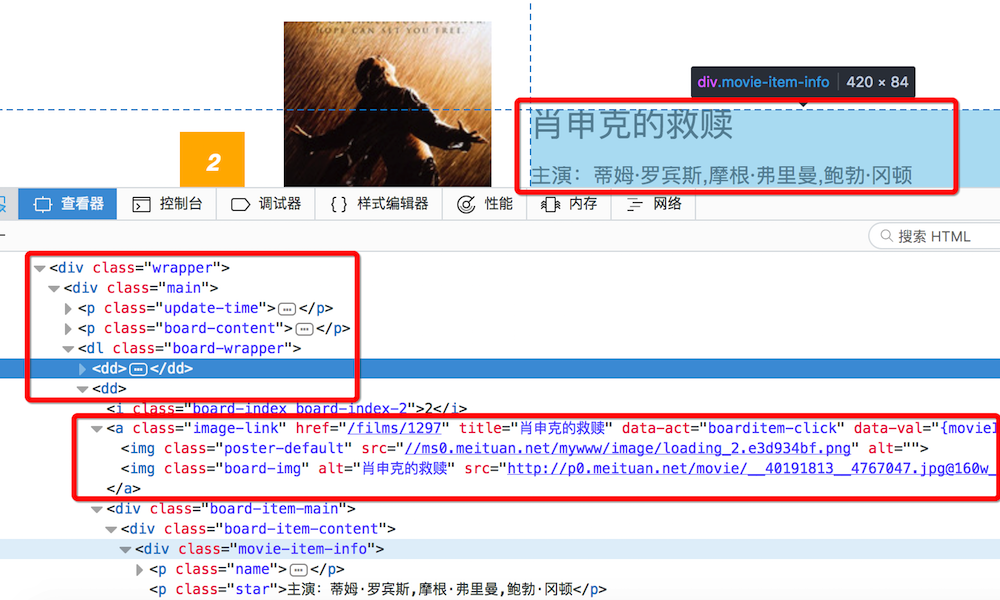 HOPE CAN SET YOU FREE.
div.movie-item-info 420 × 84
肖申克的救赎
2
主演：蒂姆·罗宾斯,摩根·弗里曼,鲍勃·冈顿
查看器 控制台 调试器 {} 样式编辑器 性能 内存 网络
搜索 HTML
<div class="wrapper">
<div class="main">
<p class="update-time"></p>
<p class="board-content"></p>
<dl class="board-wrapper">
<dd></dd>
<dd>
<i class="board-index board-index-2">2</i>
<a class="image-link" href="/films/1297" title="肖申克的救赎" data-act="boarditem-click" data-val="{movieI
<img class="poster-default" src="//ms0.meituan.net/mywww/image/loading_2.e3d934bf.png" alt="">
<img class="board-img" alt="肖申克的救赎" src="http://p0.meituan.net/movie/__40191813__4767047.jpg@160w_
</a>
<div class="board-item-main">
<div class="board-item-content">
<div class="movie-item-info">
<p class="name"></p>
<p class="star">主演：蒂姆·罗宾斯,摩根·弗里曼,鲍勃·冈顿</p>